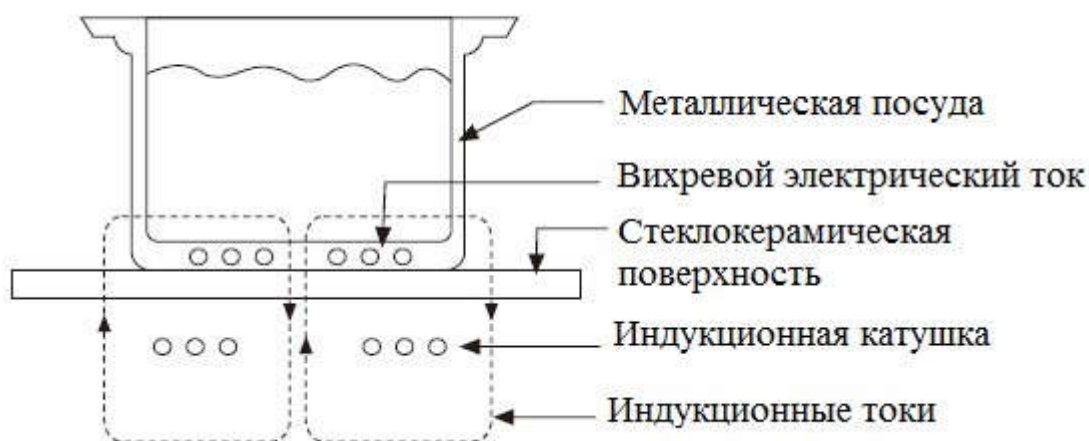 Металлическая посуда
Вихревой электрический ток
Стеклокерамическая
поверхность
Индукционная катушка
Индукционные токи